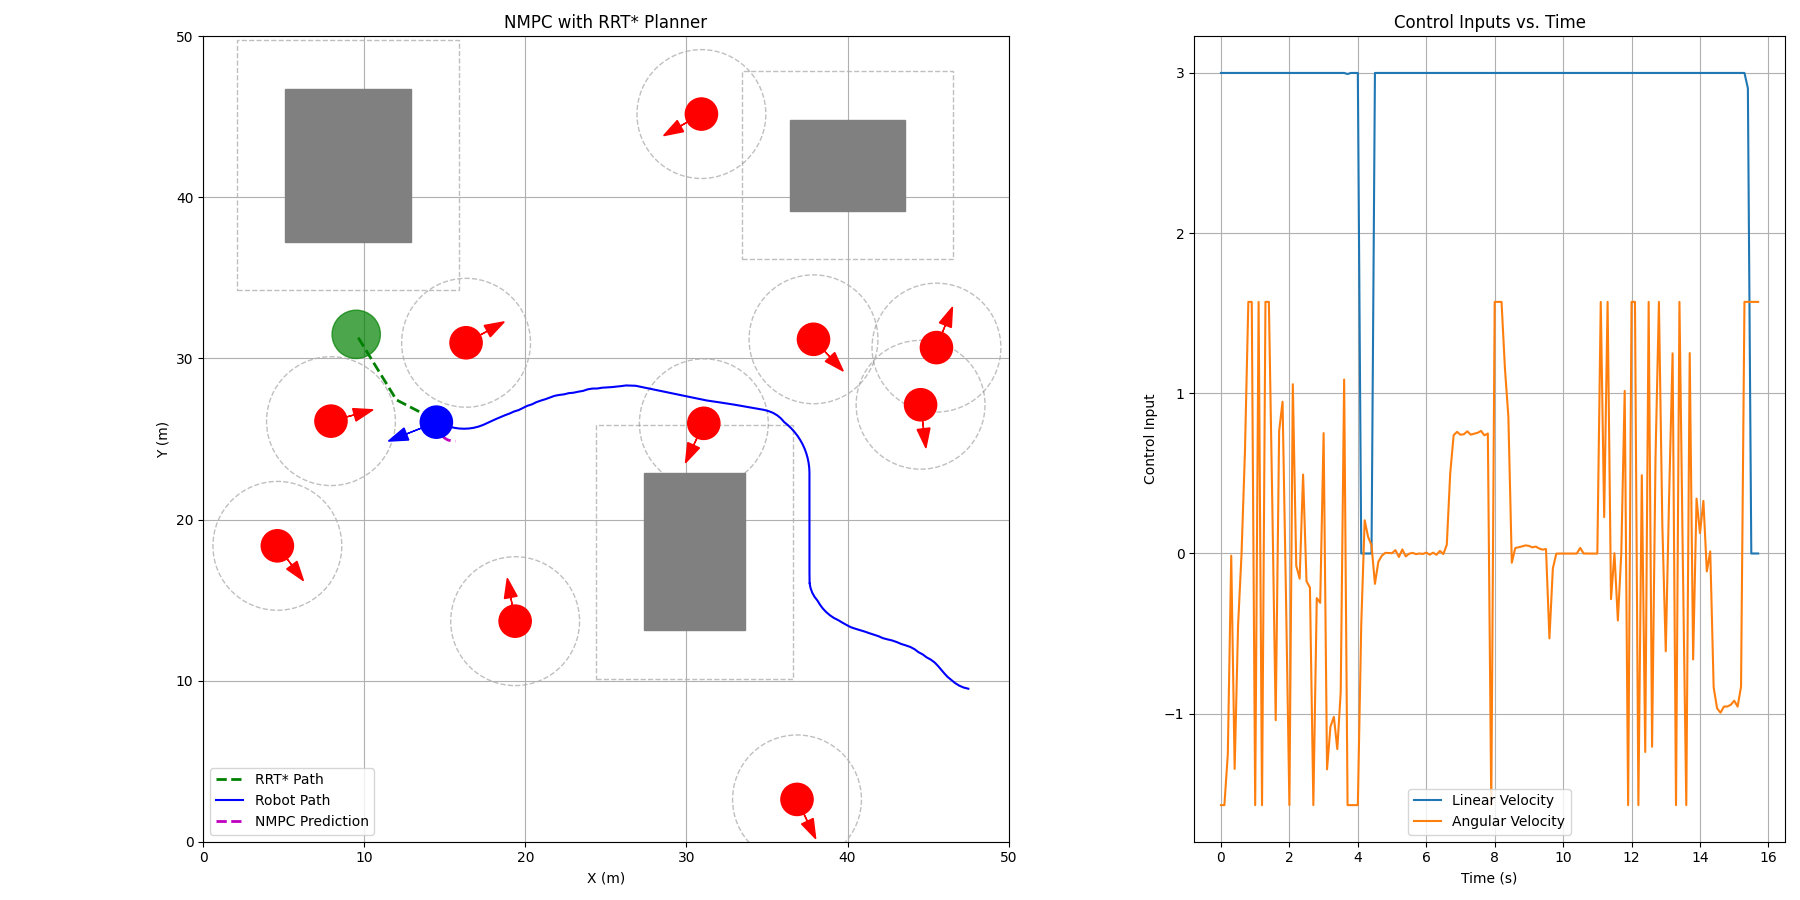 NMPC with RRT* Planner
50
40
30
20
10
0
Y (m)
RRT* Path
Robot Path
NMPC Prediction
0 10 20 30 40 50
X (m)
Control Inputs vs. Time
3
2
1
0
−1
Control Input
Linear Velocity
Angular Velocity
0 2 4 6 8 10 12 14 16
Time (s)